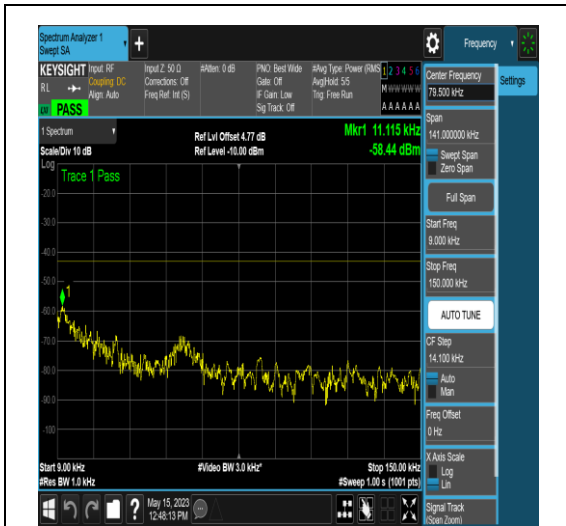 Spectrum Analyzer 1
Swept SA
+
Frequency
KEYSIGHT
RL
PASS
Input: RF
Coupling: DC
Align: Auto
Input Z: 50 Ω
Corrections: Off
Freq Ref: Int (S)
#Atten: 0 dB
PNO: Best Wide
Gate: Off
IF Gain: Low
Sig Track: Off
#Avg Type: Power (RMS)
Avg|Hold: 5/5
Trig: Free Run
1 2 3 4 5 6
M W W W W W
A A A A A A
1 Spectrum
Scale/Div 10 dB
Ref Lvl Offset 4.77 dB
Ref Level -10.00 dBm
Mkr1 11.115 kHz
-58.44 dBm
Log
Trace 1 Pass
-20.0
-30.0
-40.0
-50.0
1
-60.0
-70.0
-80.0
-90.0
-100
Start 9.00 kHz
#Res BW 1.0 kHz
#Video BW 3.0 kHz*
Stop 150.00 kHz
#Sweep 1.00 s (1001 pts)
Center Frequency
79.500 kHz
Settings
Span
141.000000 kHz
Swept Span
Zero Span
Full Span
Start Freq
9.000 kHz
Stop Freq
150.000 kHz
AUTO TUNE
CF Step
14.100 kHz
Auto
Man
Freq Offset
0 Hz
X Axis Scale
Log
Lin
Signal Track
(Span Zoom)
?
May 15, 2023
12:48:13 PM